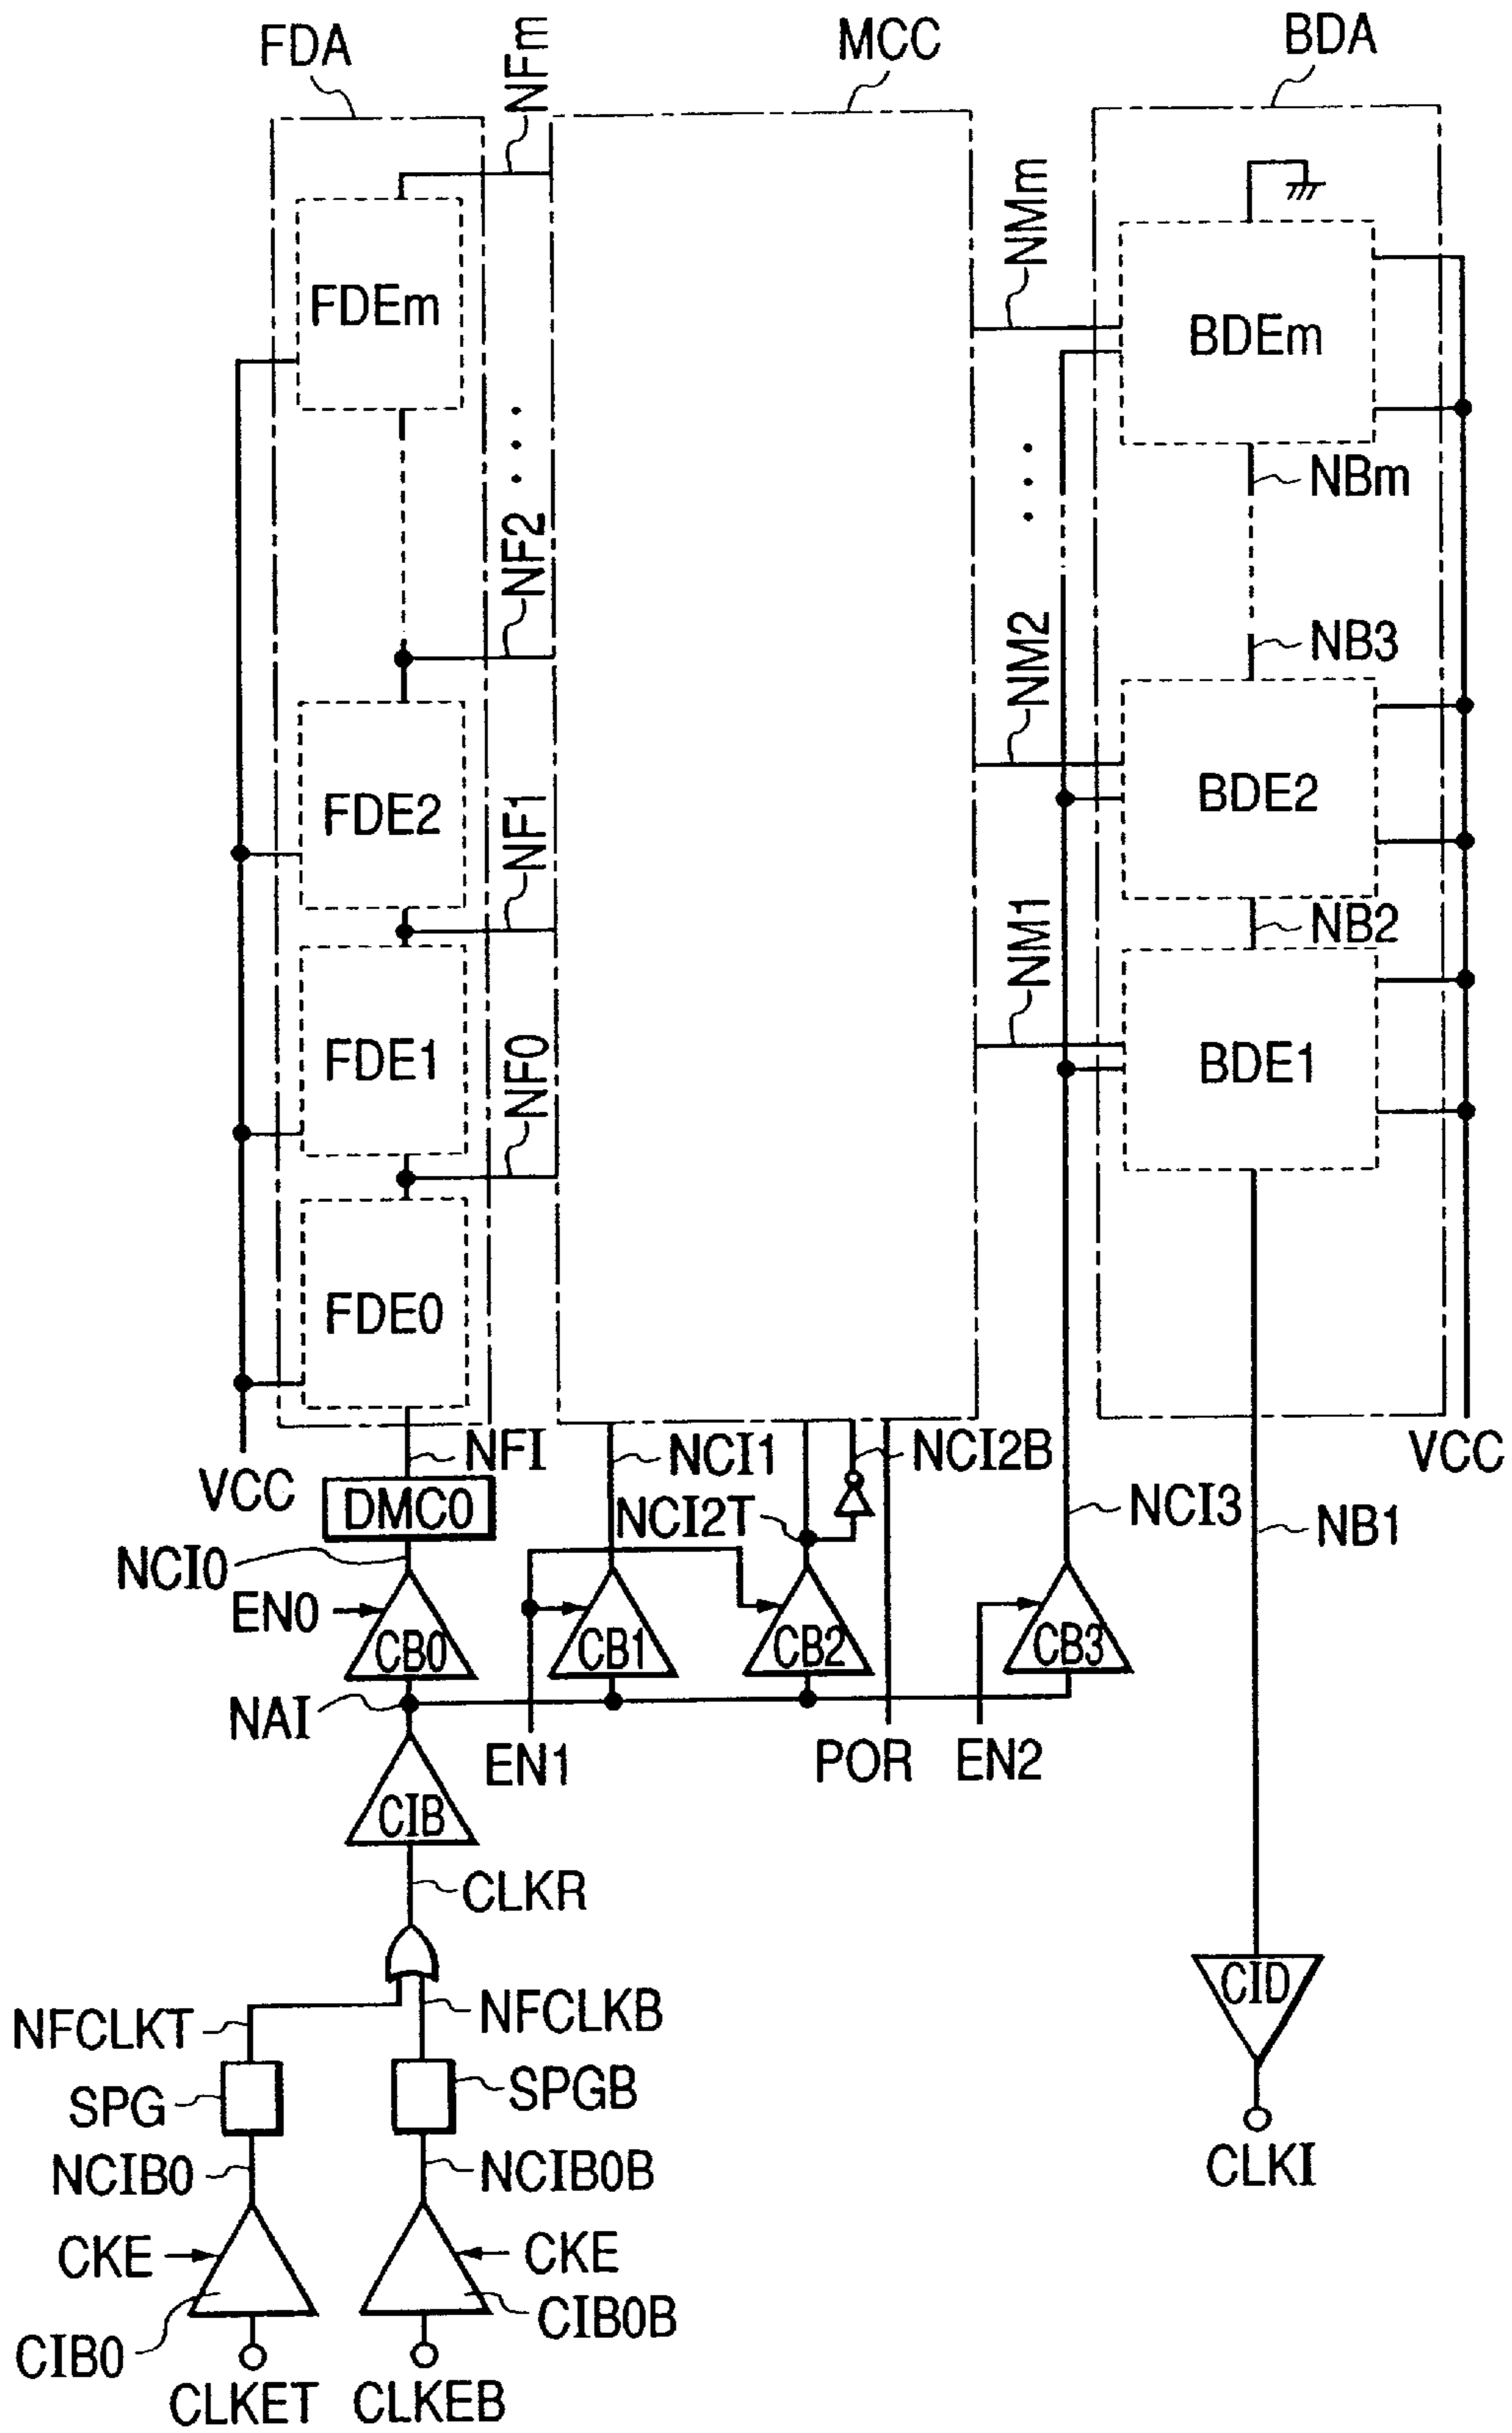 FDA
NFm
MCC
BDA
FDEm
NMm
BDEm
NBm
NF2
NB3
NM2
FDE2
NF1
BDE2
NB2
NM1
FDE1
NF0
BDE1
FDE0
VCC
NFI
NCI1
NCI2B
VCC
DMC0
NCI2T
NCI3
NB1
NCI0
EN0
CB0
CB1
CB2
CB3
NAI
EN1
POR
EN2
CIB
CLKR
NFCLKT
NFCLKB
CID
SPG
SPGB
NCIB0
NCIB0B
CLKI
CKE
CKE
CIB0
CIB0B
CLKET
CLKEB